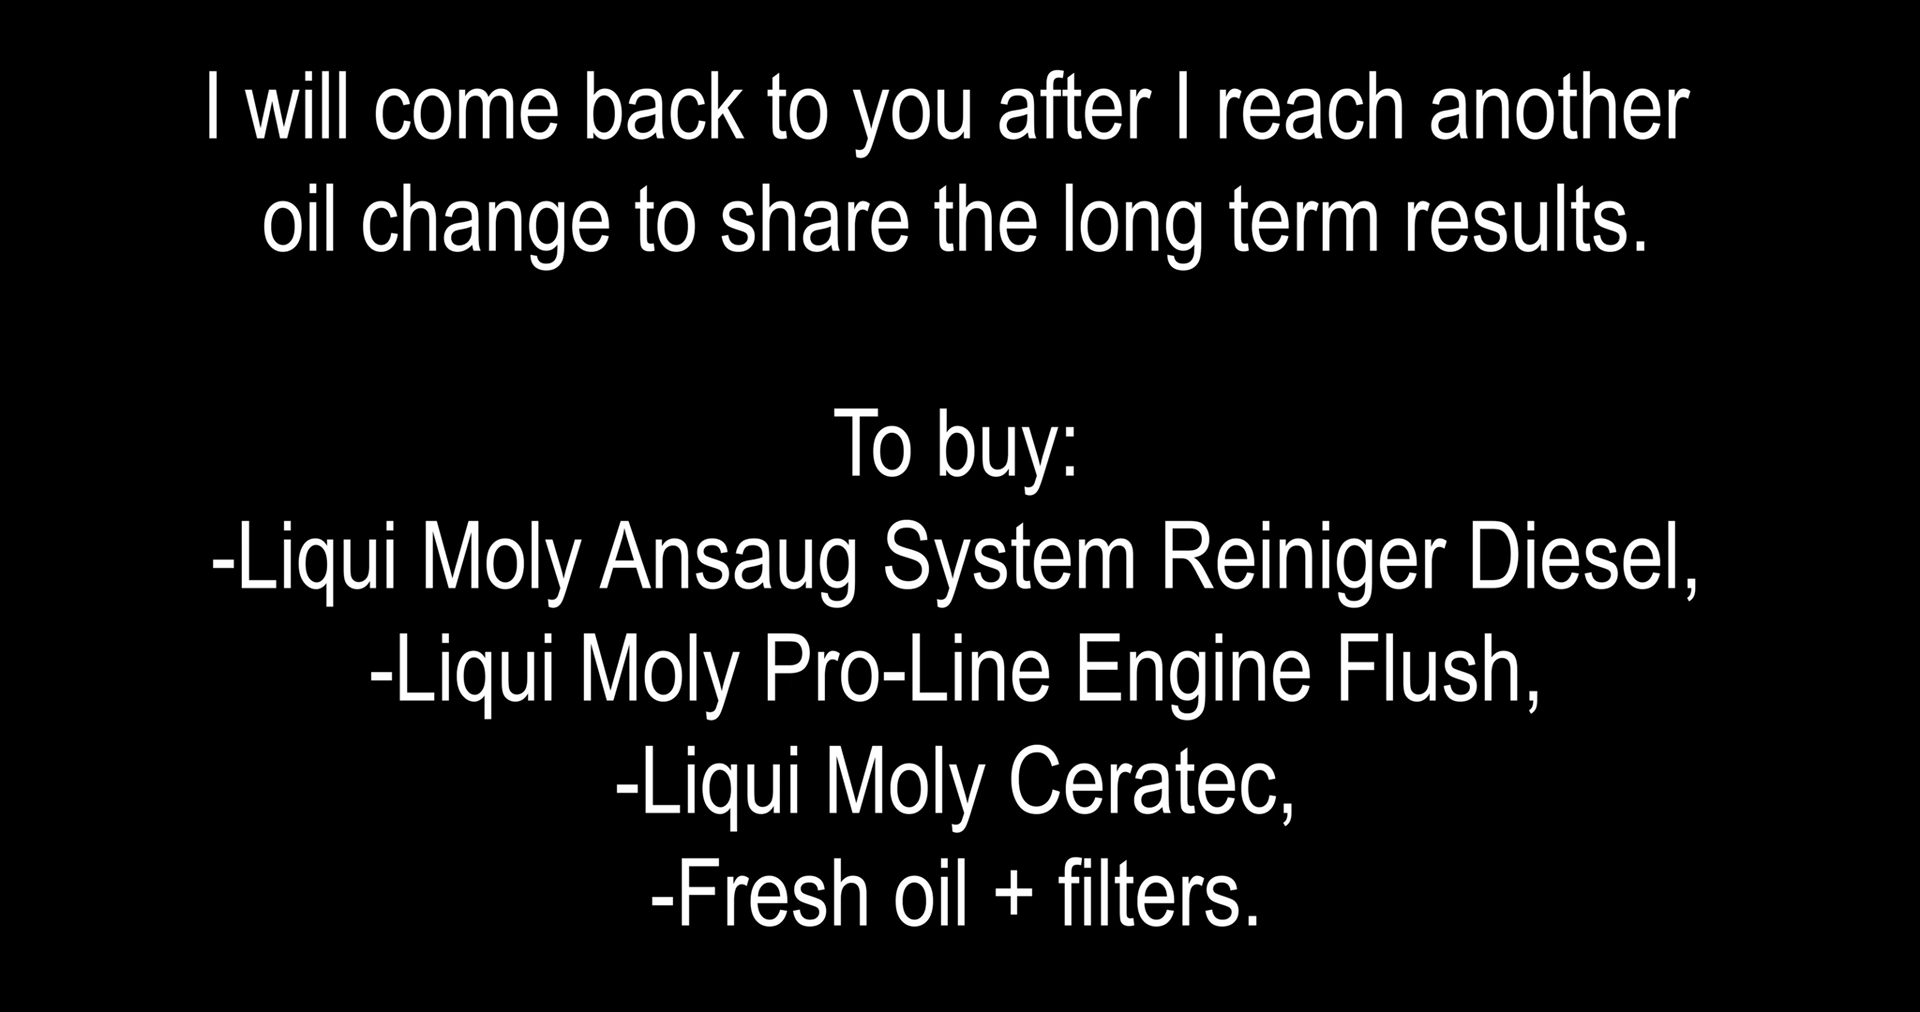 I will come back to you after I reach another
oil change to share the long term results.
To buy:
-Liqui Moly Ansaug System Reiniger Diesel,
-Liqui Moly Pro-Line Engine Flush,
-Liqui Moly Ceratec,
-Fresh oil + filters.